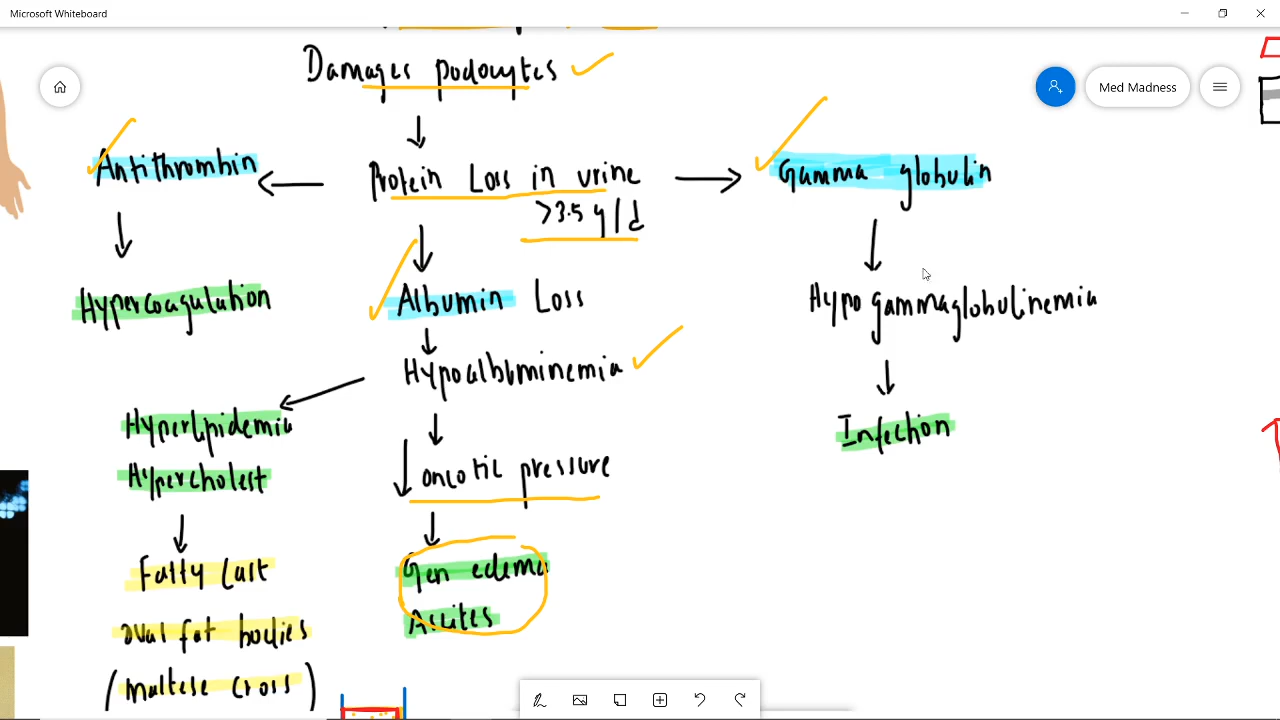 Microsoft Whiteboard
Med Madness
Damages podocytes
Antithrombin
Protein Loss in urine
>3.5 g/d
Gamma globulin
Hypercoagulation
Albumin Loss
Hypogammaglobulinemia
Hypoalbuminemia
Hyperlipidemia
Hypercholest
Infection
↓ oncotic pressure
Fatty Cast
Gen edema
Ascites
oval fat bodies
(Maltese Cross)